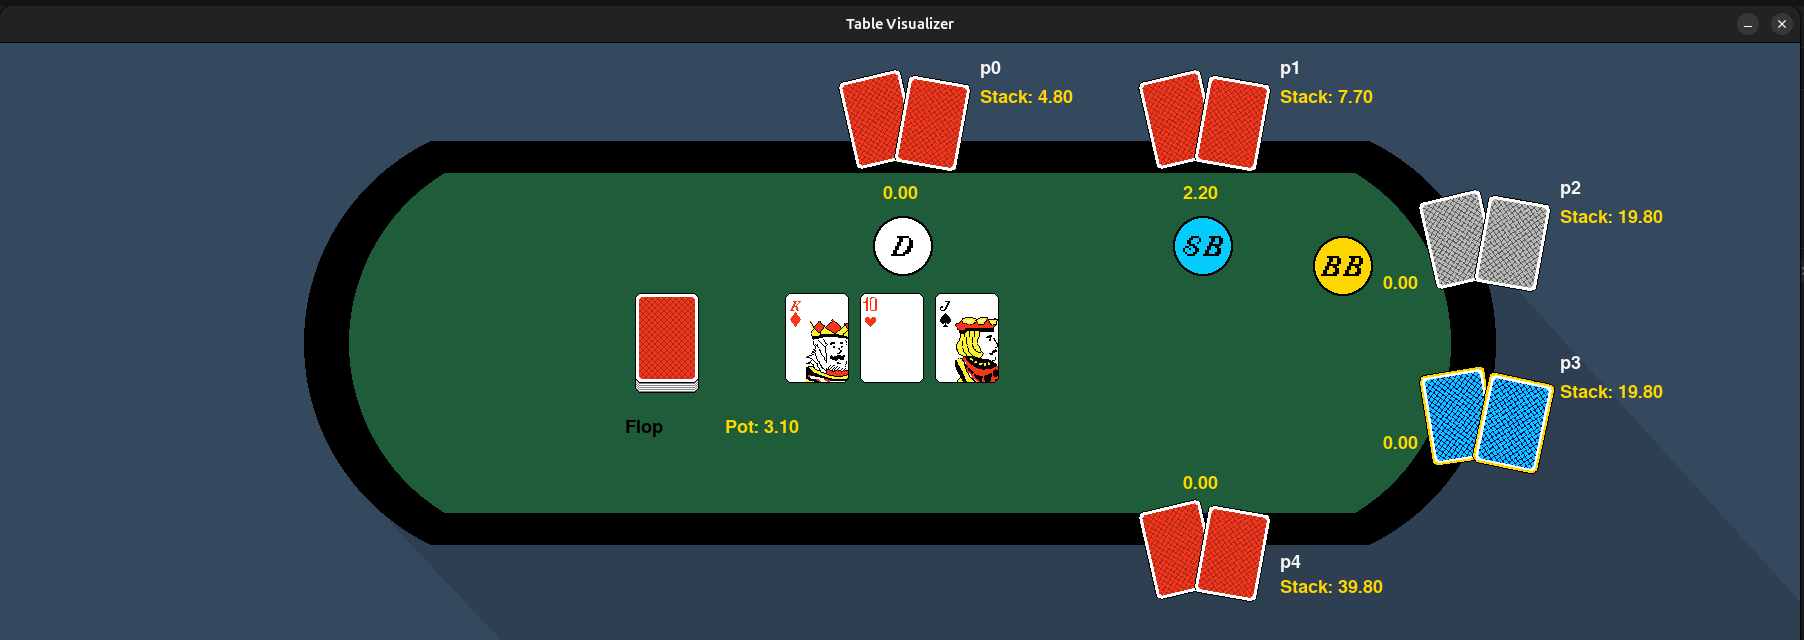 Table Visualizer
p0
Stack: 4.80
p1
Stack: 7.70
0.00
2.20
p2
Stack: 19.80
D
SB
BB
0.00
K
10
J
p3
Stack: 19.80
Flop
Pot: 3.10
0.00
0.00
p4
Stack: 39.80